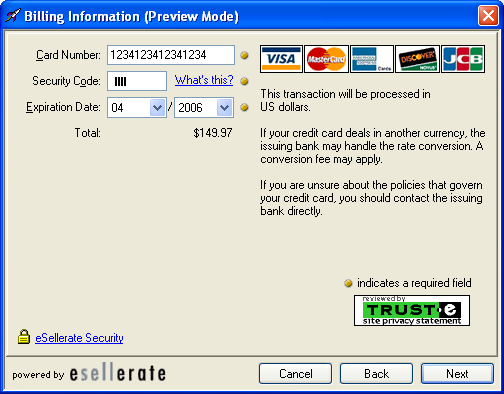 Billing Information (Preview Mode)
Card Number: 1234123412341234
VISA MasterCard AMERICAN EXPRESS Cards DISCOVER NOVUS JCB
Security Code: What's this?
Expiration Date: 04 / 2006
Total: $149.97
This transaction will be processed in
US dollars.
If your credit card deals in another currency, the
issuing bank may handle the rate conversion. A
conversion fee may apply.
If you are unsure about the policies that govern
your credit card, you should contact the issuing
bank directly.
indicates a required field
reviewed by
TRUST·e
site privacy statement
eSellerate Security
powered by esellerate
Cancel Back Next